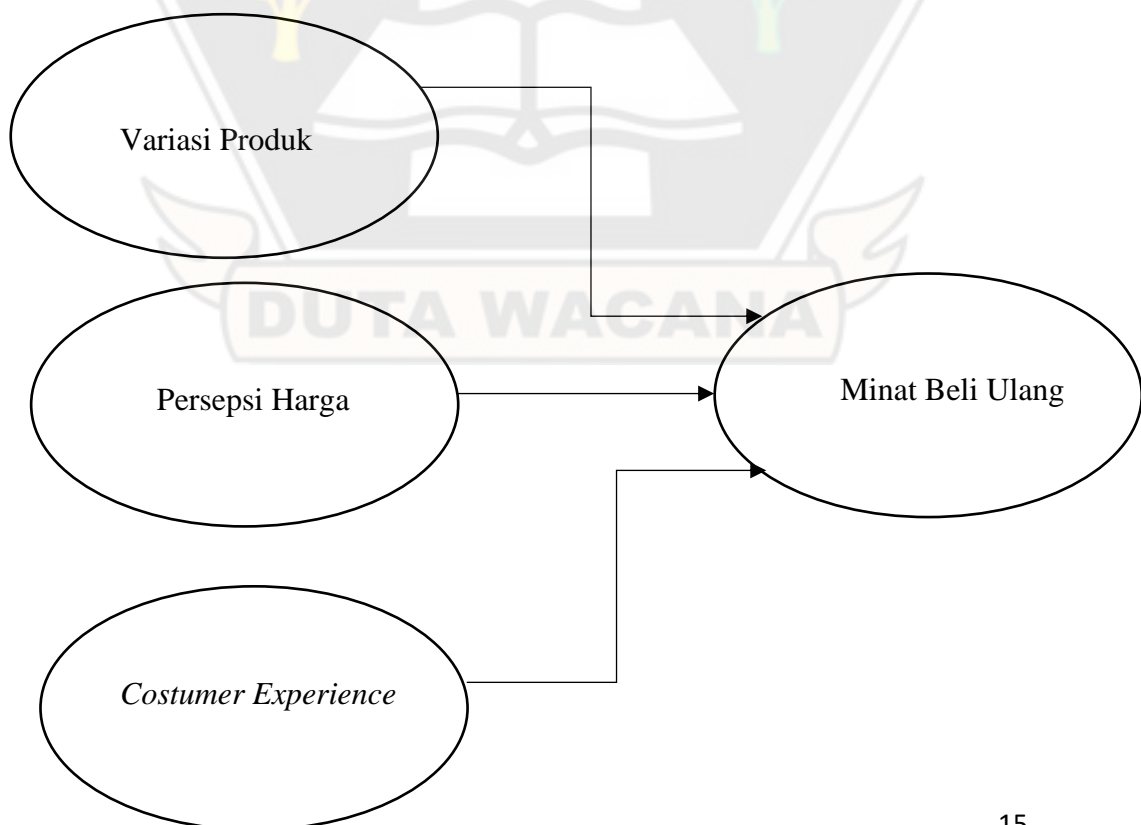 Variasi Produk
DUTA WACANA
Persepsi Harga
Minat Beli Ulang
Costumer Experience
15